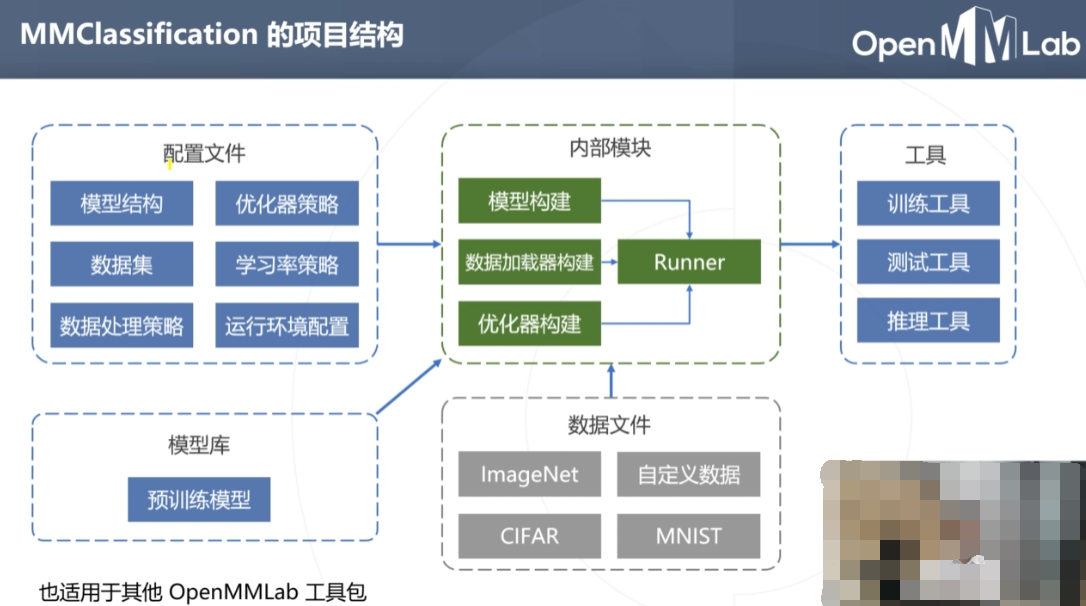 MMClassification 的项目结构
OpenMMLab
配置文件
模型结构
优化器策略
数据集
学习率策略
数据处理策略
运行环境配置
模型库
预训练模型
内部模块
模型构建
数据加载器构建
Runner
优化器构建
数据文件
ImageNet
自定义数据
CIFAR
MNIST
工具
训练工具
测试工具
推理工具
也适用于其他 OpenMMLab 工具包